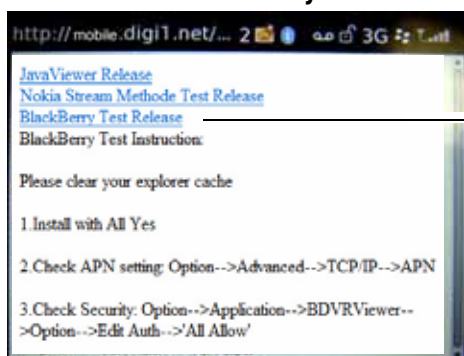 http://mobile.digi1.net/... 2 3G
JavaViewer Release
Nokia Stream Methode Test Release
BlackBerry Test Release
BlackBerry Test Instruction:
Please clear your explorer cache
1.Install with All Yes
2.Check APN setting: Option-->Advanced-->TCP/IP-->APN
3.Check Security: Option-->Application-->BDVRViewer--
>Option-->Edit Auth-->'All Allow'